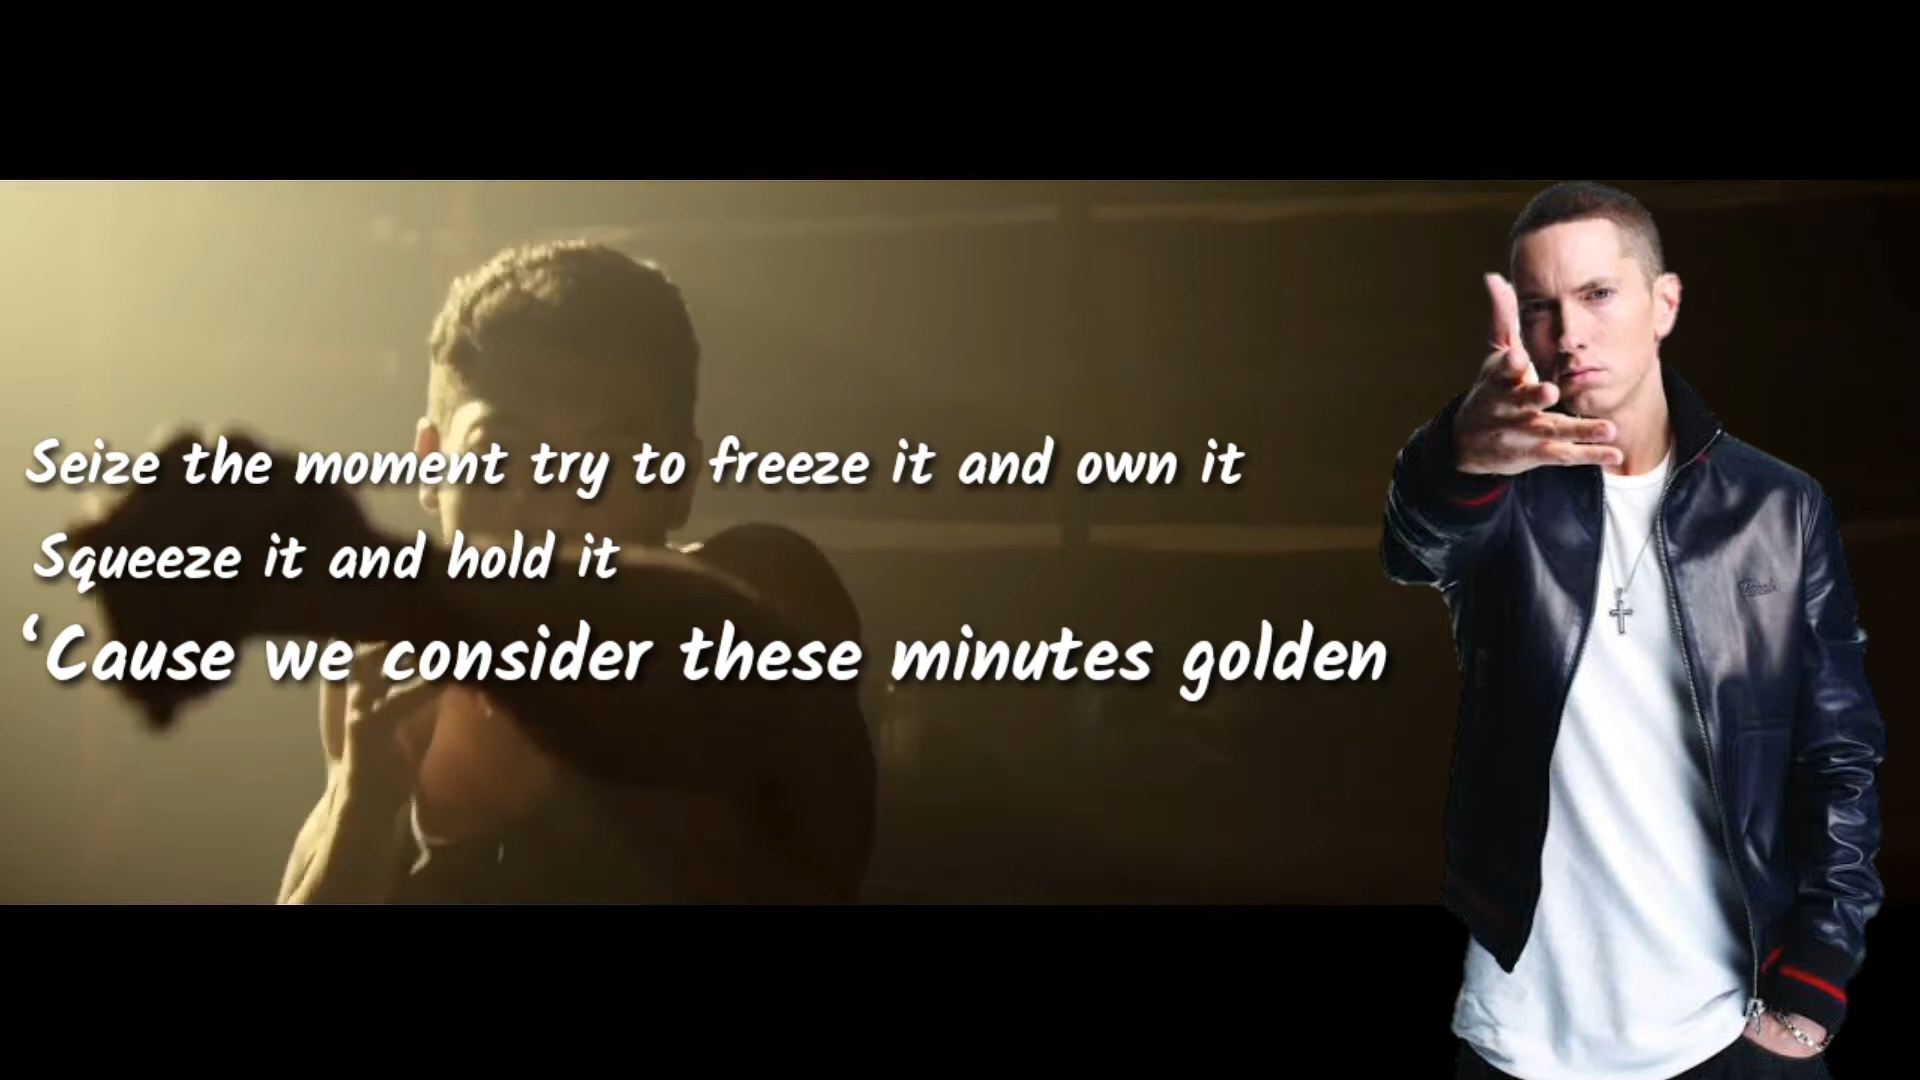 Seize the moment try to freeze it and own it
Squeeze it and hold it
‘Cause we consider these minutes golden